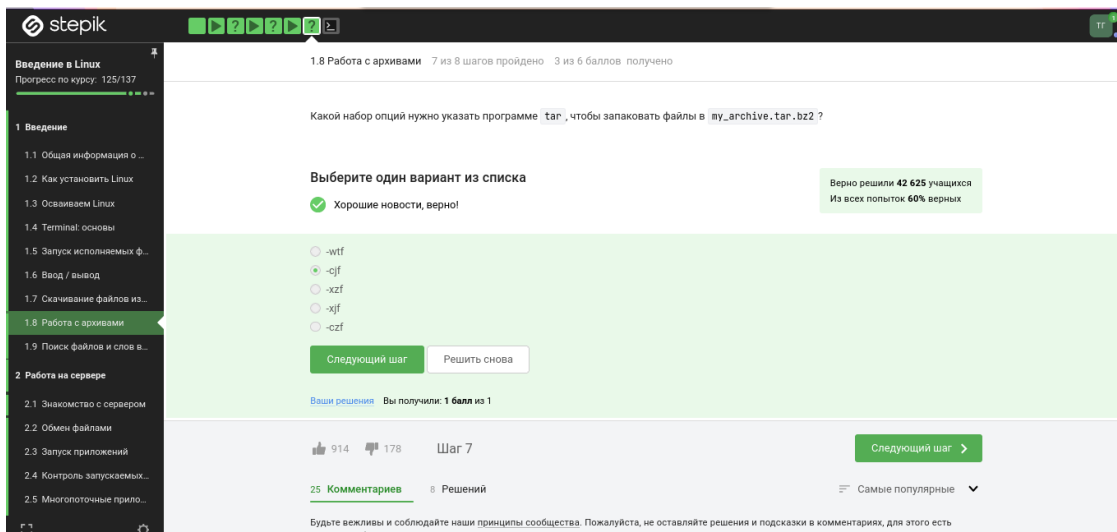 stepik
ТГ
1
Введение в Linux
Прогресс по курсу: 125/137
1 Введение
1.1 Общая информация о ...
1.2 Как установить Linux
1.3 Осваиваем Linux
1.4 Terminal: основы
1.5 Запуск исполняемых ф...
1.6 Ввод / вывод
1.7 Скачивание файлов из...
1.8 Работа с архивами
1.9 Поиск файлов и слов в...
2 Работа на сервере
2.1 Знакомство с сервером
2.2 Обмен файлами
2.3 Запуск приложений
2.4 Контроль запускаемых...
2.5 Многопоточные прило...
1.8 Работа с архивами 7 из 8 шагов пройдено 3 из 6 баллов получено
Какой набор опций нужно указать программе tar, чтобы запаковать файлы в my_archive.tar.bz2 ?
Выберите один вариант из списка
Хорошие новости, верно!
Верно решили 42 625 учащихся
Из всех попыток 60% верных
-wtf
-cjf
-xzf
-xjf
-czf
Следующий шаг Решить снова
Ваши решения Вы получили: 1 балл из 1
914 178 Шаг 7 Следующий шаг
25 Комментариев 8 Решений Самые популярные
Будьте вежливы и соблюдайте наши принципы сообщества. Пожалуйста, не оставляйте решения и подсказки в комментариях, для этого есть